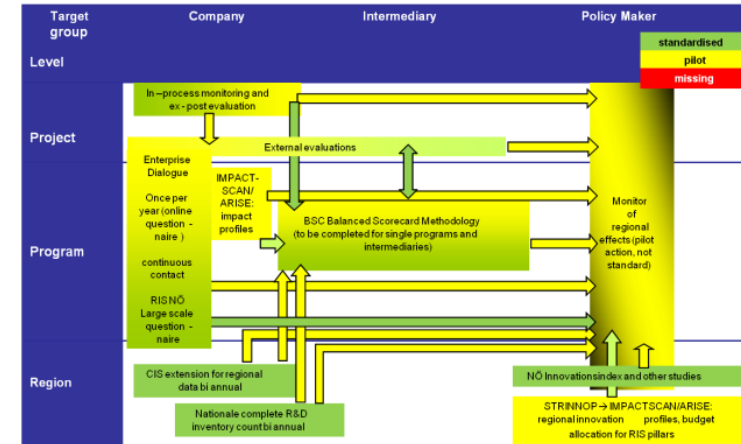 Target group
Company
Intermediary
Policy Maker
Level
standardised
pilot
missing
In –process monitoring and
ex - post evaluation
Project
External evaluations
Enterprise
Dialogue
Once per
year (online
question -
naire )
continuous
contact
RIS NÖ
Large scale
question -
naire
IMPACT-
SCAN/
ARISE:
impact
profiles
BSC Balanced Scorecard Methodology
(to be completed for single programs and
intermediaries)
Monitor
of
regional
effects (pilot
action, not
standard)
Program
Region
CIS extension for regional
data bi annual
Nationale complete R&D
inventory count bi annual
NÖ Innovationsindex and other studies
STRINNOP → IMPACTSCAN/ARISE:
regional innovation profiles, budget
allocation for RIS pillars